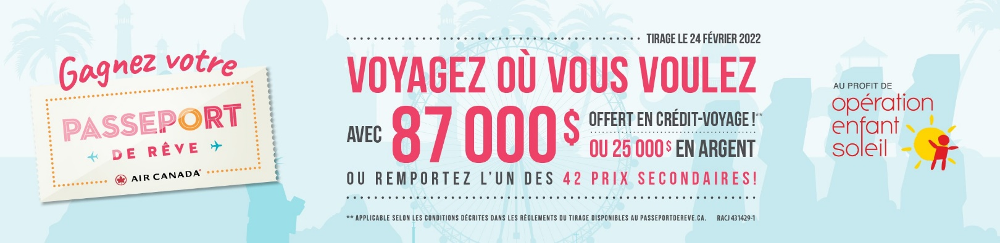 Gagnez votre
PASSEPORT
DE RÊVE
AIR CANADA
TIRAGE LE 24 FÉVRIER 2022
VOYAGEZ OÙ VOUS VOULEZ
AVEC 87 000 $ OFFERT EN CRÉDIT-VOYAGE !**
OU 25 000 $ EN ARGENT
OU REMPORTEZ L'UN DES 42 PRIX SECONDAIRES!
** APPLICABLE SELON LES CONDITIONS DÉCRITES DANS LES RÈGLEMENTS DU TIRAGE DISPONIBLES AU PASSEPORTDEREVE.CA. RACJ 431429-1
AU PROFIT DE
opération
enfant
soleil